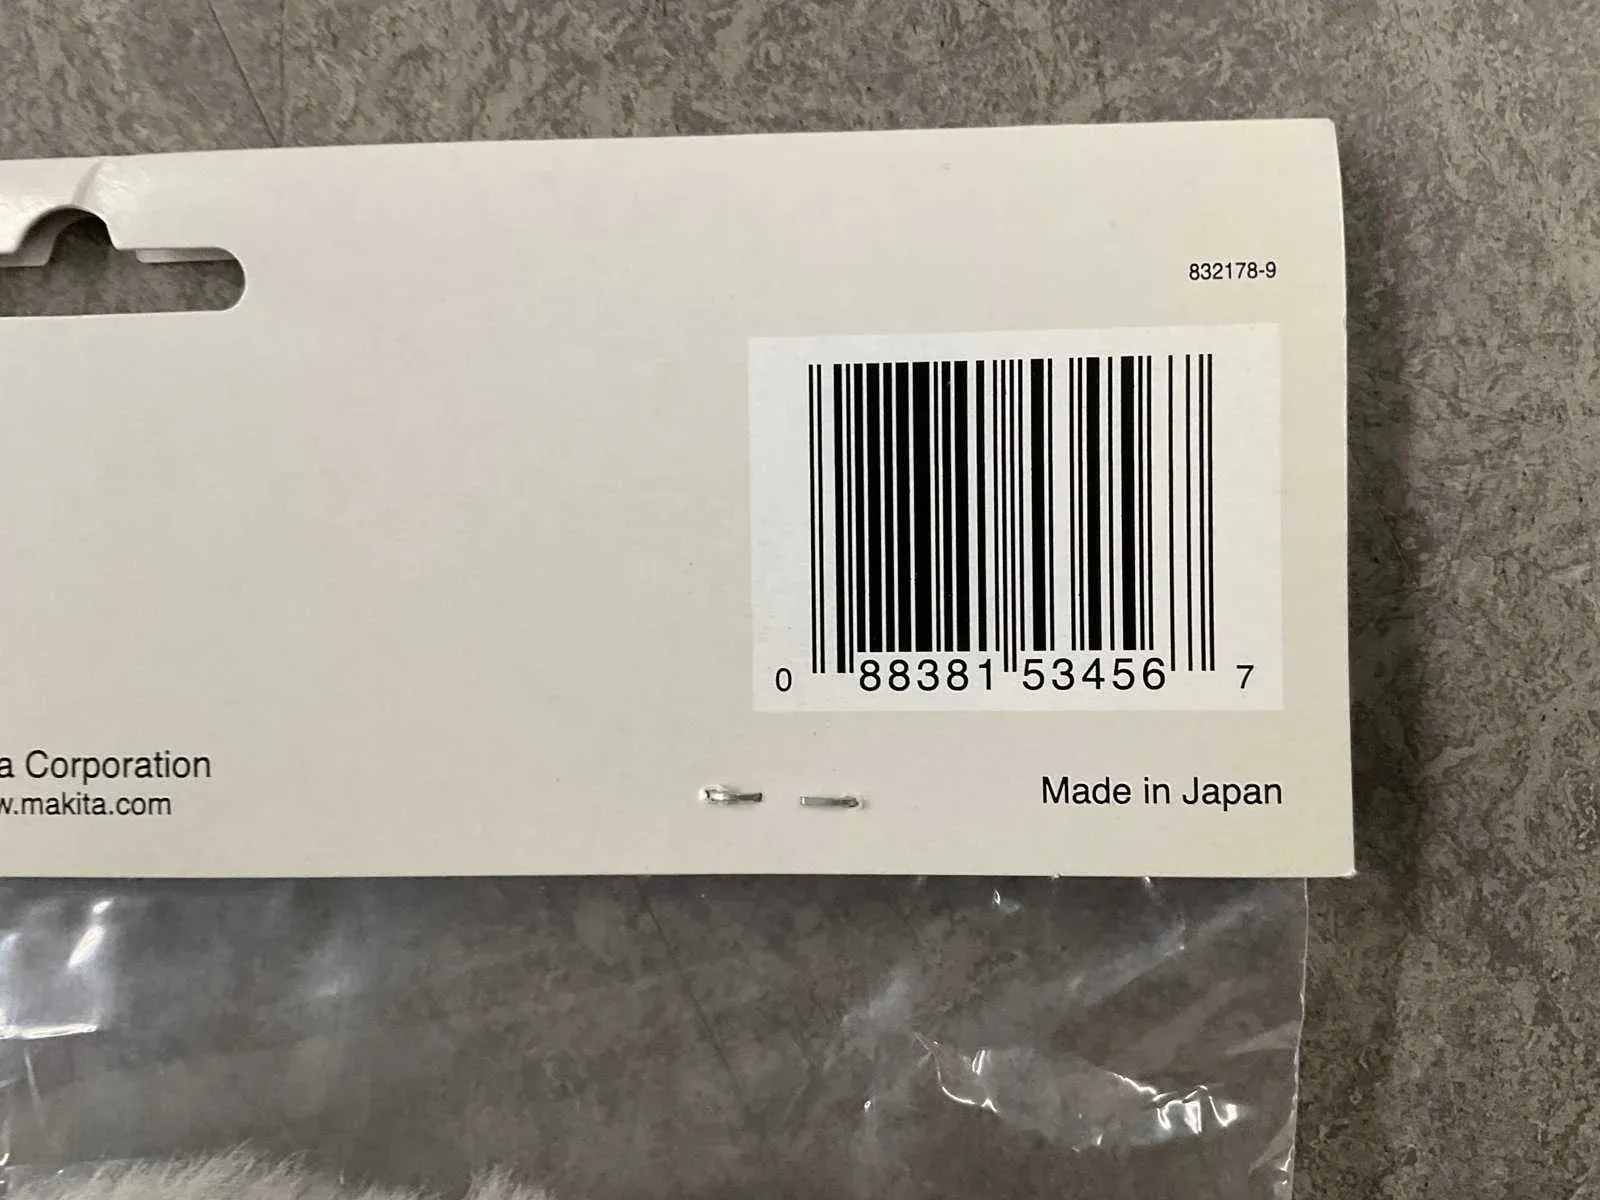 832178-9
0 88381 53456 7
a Corporation
w.makita.com
Made in Japan